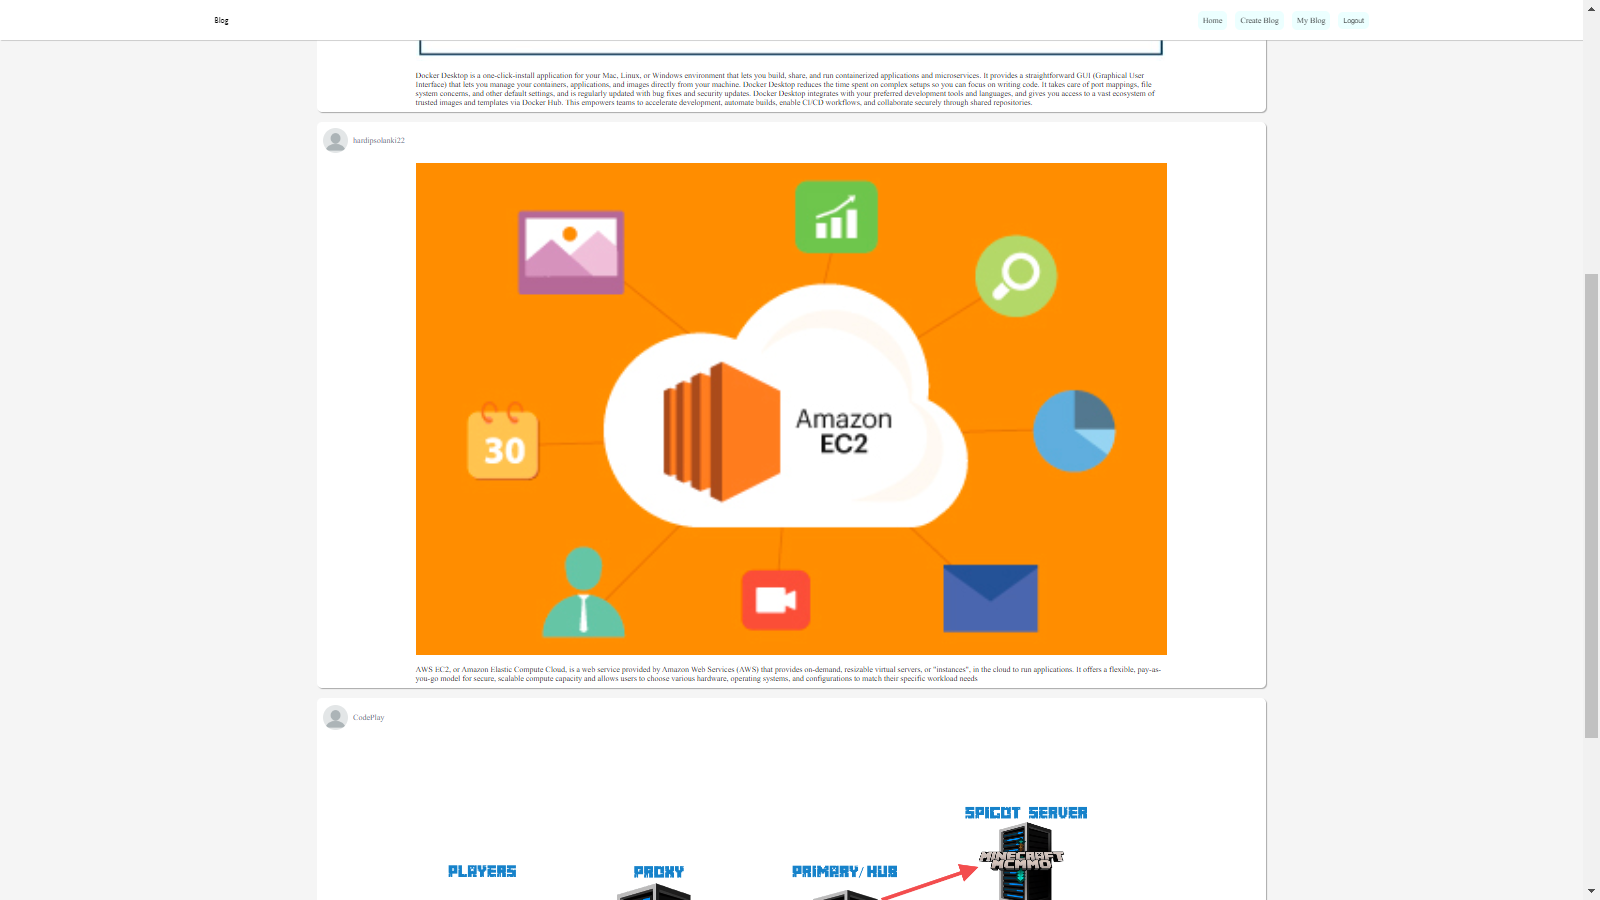 Blog
Home
Create Blog
My Blog
Logout
Docker Desktop is a one-click-install application for your Mac, Linux, or Windows environment that lets you build, share, and run containerized applications and microservices. It provides a straightforward GUI (Graphical User
Interface) that lets you manage your containers, applications, and images directly from your machine. Docker Desktop reduces the time spent on complex setups so you can focus on writing code. It takes care of port mappings, file
system concerns, and other default settings, and is regularly updated with bug fixes and security updates. Docker Desktop integrates with your preferred development tools and languages, and gives you access to a vast ecosystem of
trusted images and templates via Docker Hub. This empowers teams to accelerate development, automate builds, enable CI/CD workflows, and collaborate securely through shared repositories.
hardipsolanki22
30
Amazon
EC2
AWS EC2, or Amazon Elastic Compute Cloud, is a web service provided by Amazon Web Services (AWS) that provides on-demand, resizable virtual servers, or "instances", in the cloud to run applications. It offers a flexible, pay-as-
you-go model for secure, scalable compute capacity and allows users to choose various hardware, operating systems, and configurations to match their specific workload needs
CodePlay
SPIGOT SERVER
MINECRAFT
MCMMO
PLAYERS
PROXY
PRIMARY/HUB